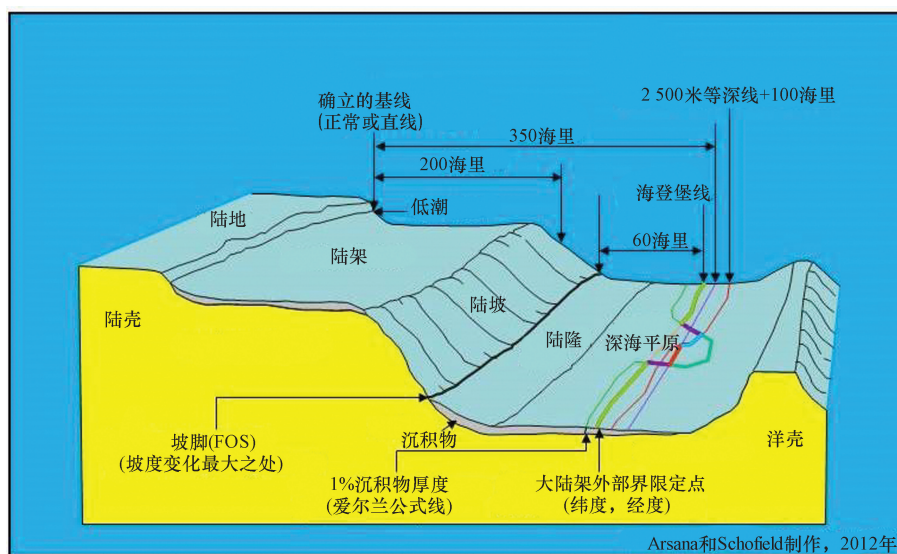 确立的基线
(正常或直线)
2 500米等深线+100海里
350海里
200海里
海登堡线
低潮
60海里
陆地
陆架
陆坡
陆隆
深海平原
陆壳
坡脚(FOS)
(坡度变化最大之处)
沉积物
1%沉积物厚度
(爱尔兰公式线)
大陆架外部界限定点
(纬度，经度)
洋壳
Arsana和Schofield制作，2012年